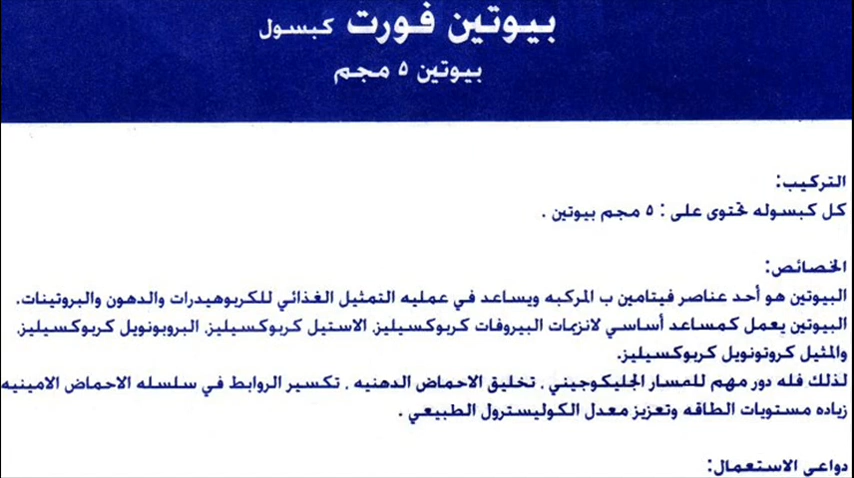 بيوتين فورت كبسول
بيوتين ٥ مجم
التركيب:
كل كبسوله تحتوى على : ٥ مجم بيوتين .
الخصائص:
البيوتين هو أحد عناصر فيتامين ب المركبه ويساعد في عمليه التمثيل الغذائي للكربوهيدرات والدهون والبروتينات.
البيوتين يعمل كمساعد أساسي لانزمات البيروفات كربوكسيليز, الاستيل كربوكسيليز, البروبونويل كربوكسيليز,
والمثيل كروتونويل كربوكسيليز.
لذلك فله دور مهم للمسار الجليكوجيني , تخليق الاحماض الدهنيه , تكسير الروابط في سلسله الاحماض الامينيه
زياده مستويات الطاقه وتعزيز معدل الكوليسترول الطبيعي .
دواعى الاستعمال: